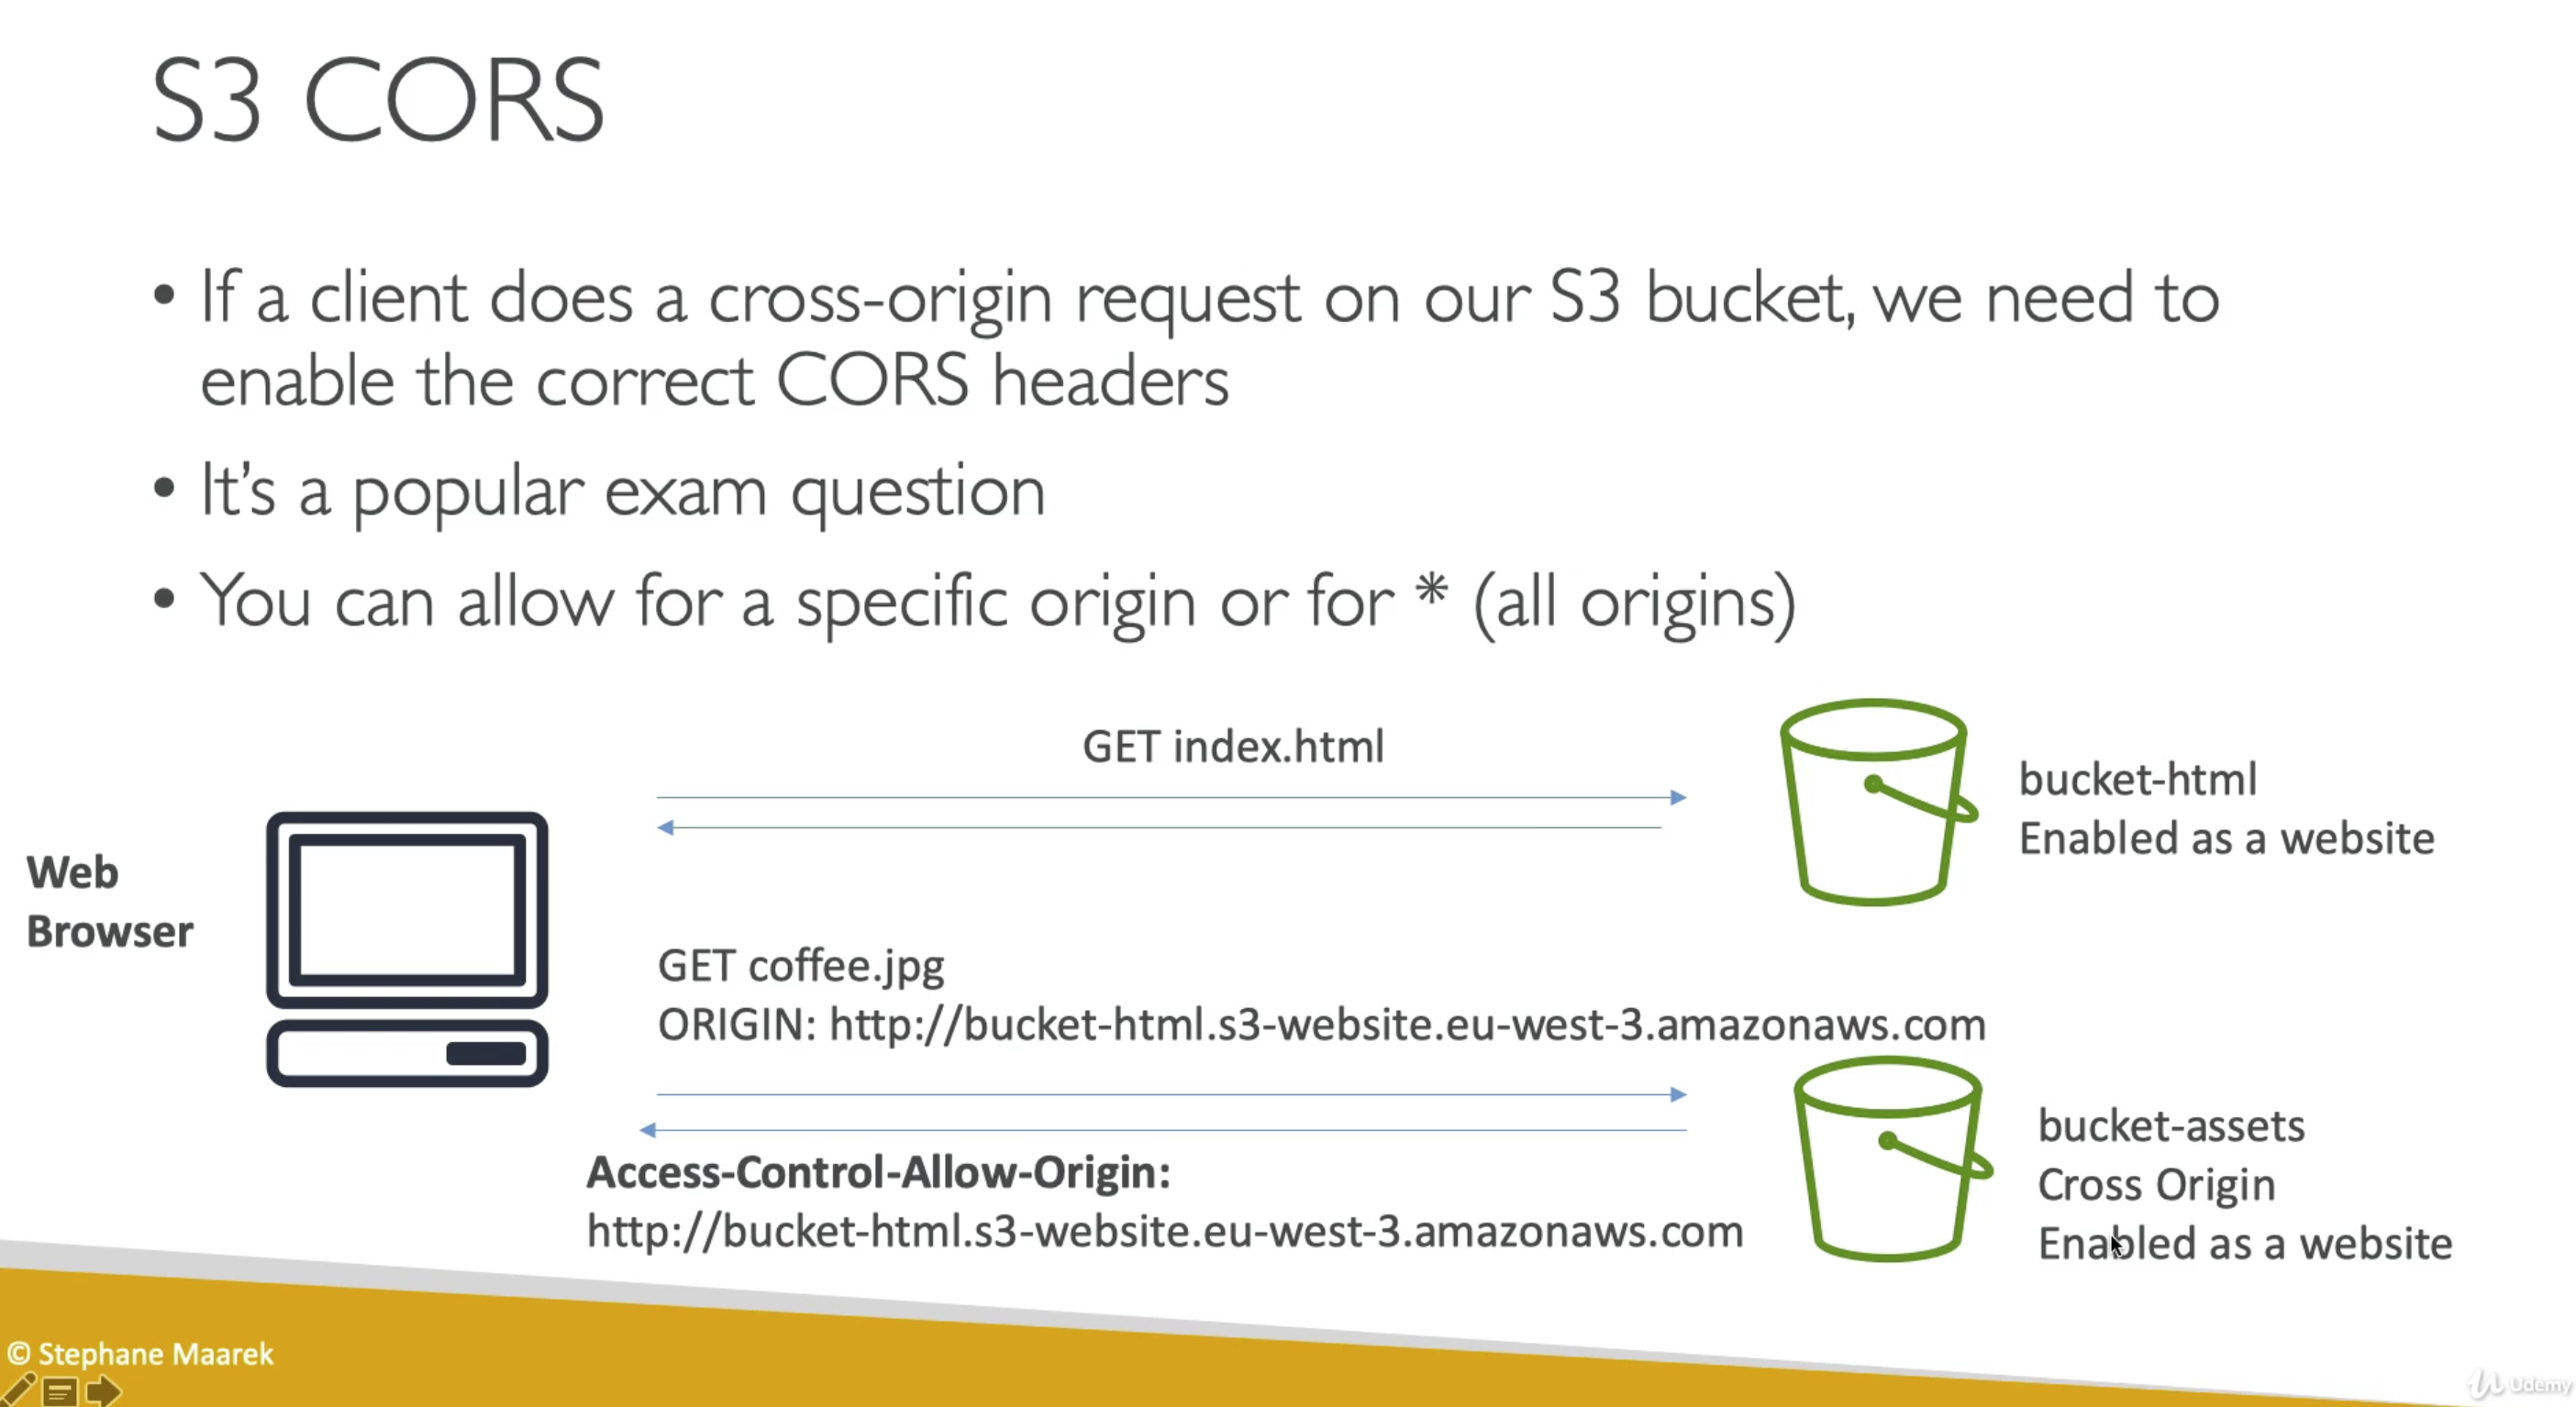 S3 CORS
• If a client does a cross-origin request on our S3 bucket, we need to
enable the correct CORS headers
• It's a popular exam question
• You can allow for a specific origin or for * (all origins)
GET index.html
bucket-html
Enabled as a website
Web
Browser
GET coffee.jpg
ORIGIN: http://bucket-html.s3-website.eu-west-3.amazonaws.com
Access-Control-Allow-Origin:
http://bucket-html.s3-website.eu-west-3.amazonaws.com
bucket-assets
Cross Origin
Enabled as a website
© Stephane Maarek
Udemy